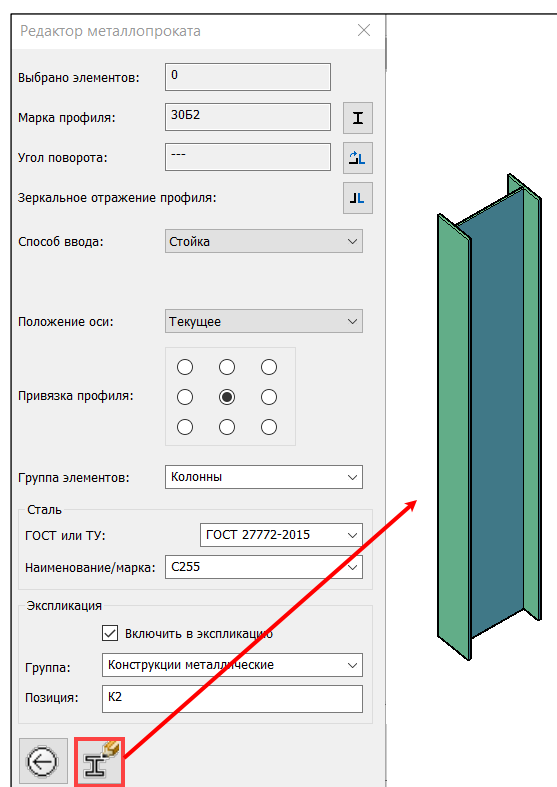 Редактор металлопроката
Выбрано элементов: 0
Марка профиля: 30Б2
Угол поворота: ---
Зеркальное отражение профиля:
Способ ввода: Стойка
Положение оси: Текущее
Привязка профиля:
Группа элементов: Колонны
Сталь
ГОСТ или ТУ: ГОСТ 27772-2015
Наименование/марка: С255
Экспликация
Включить в экспликацию
Группа: Конструкции металлические
Позиция: К2